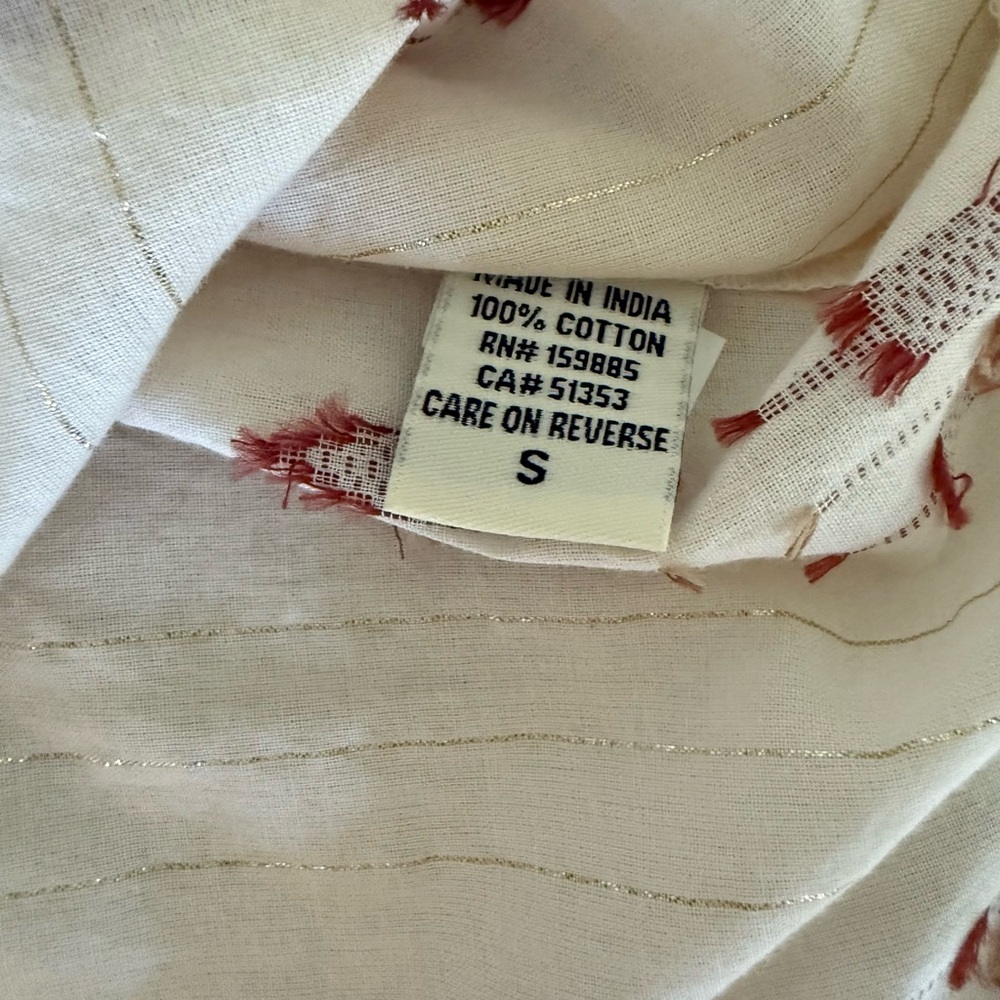 MADE IN INDIA
100% COTTON
RN# 159885
CA# 51353
CARE ON REVERSE
S